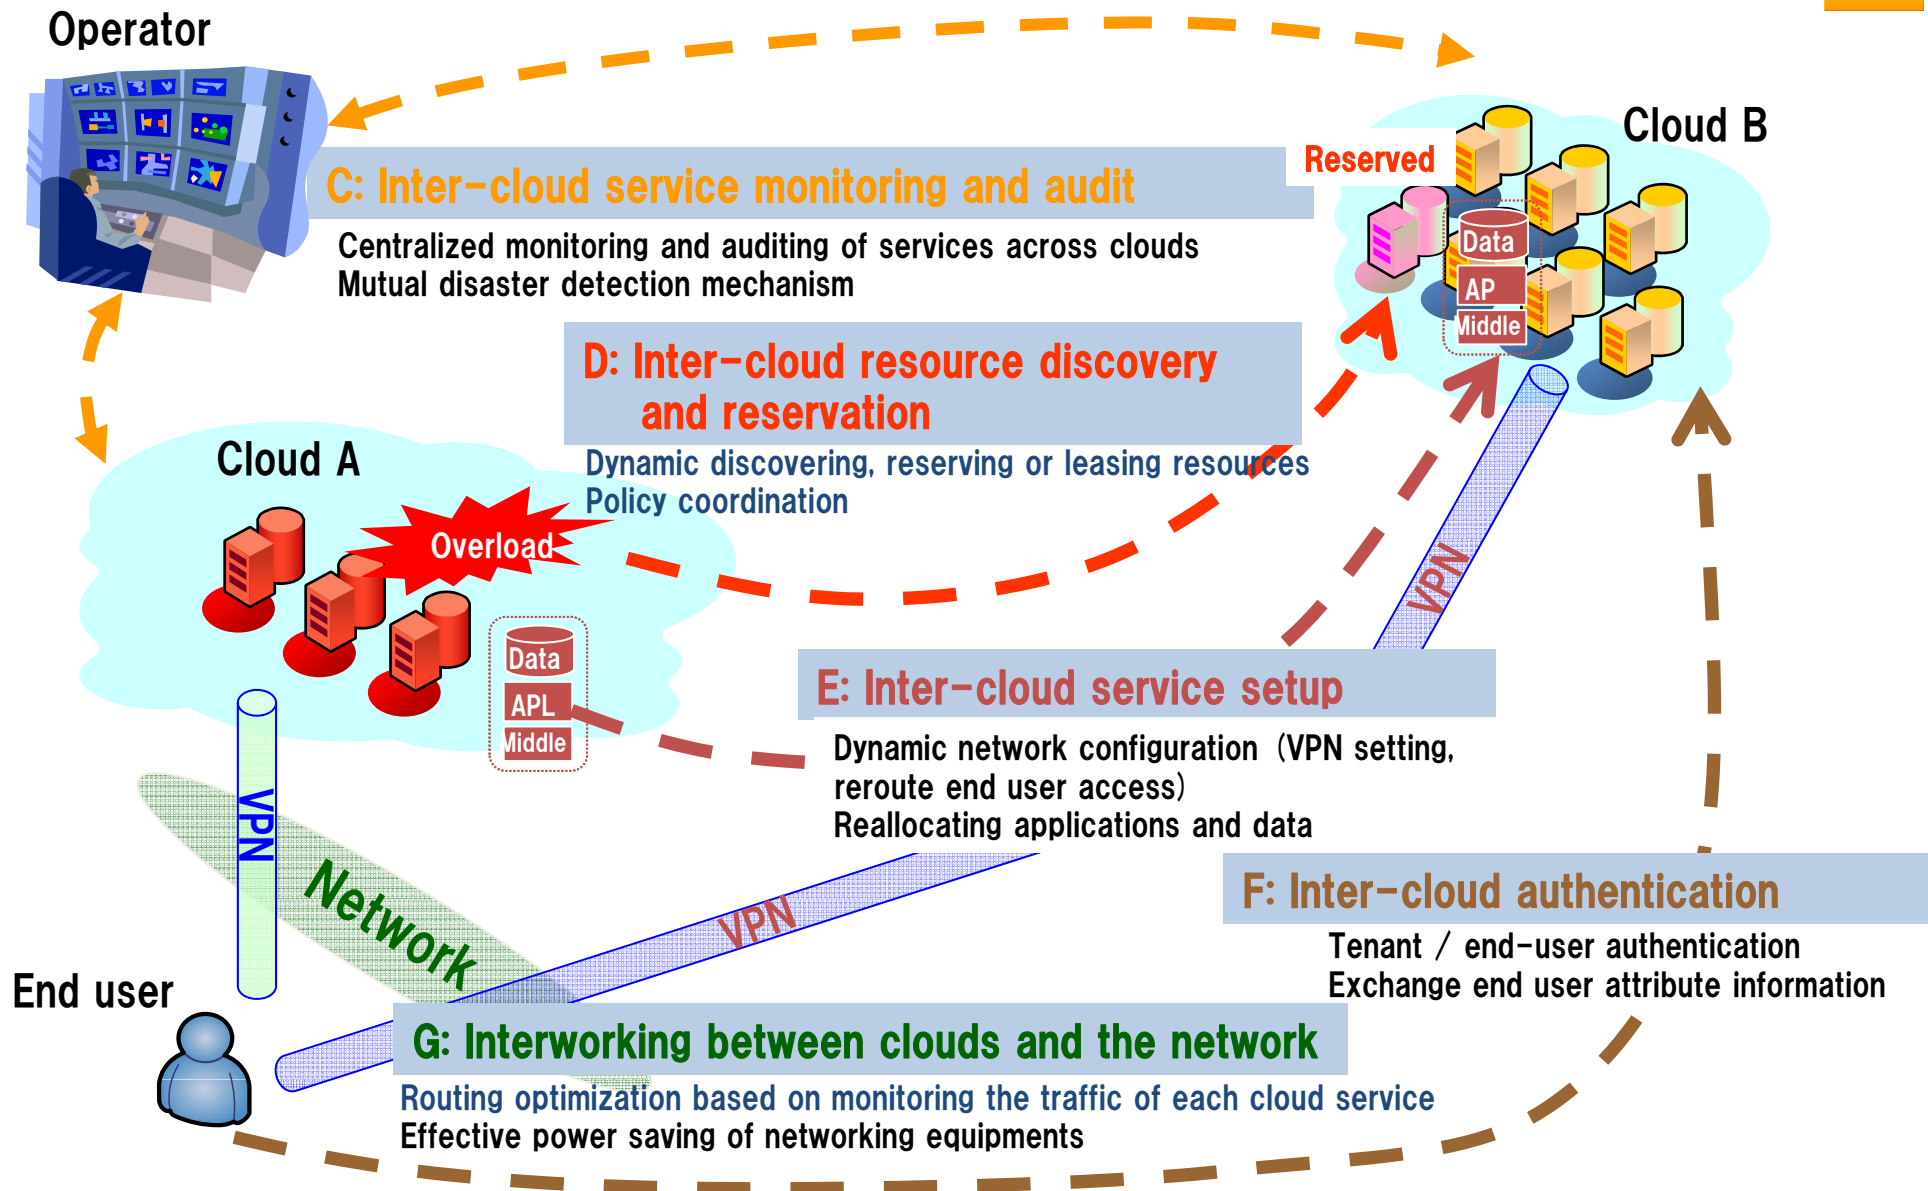 Operator
Cloud B
Reserved
C: Inter-cloud service monitoring and audit
Centralized monitoring and auditing of services across clouds
Mutual disaster detection mechanism
Data
AP
Middle
D: Inter-cloud resource discovery
and reservation
Dynamic discovering, reserving or leasing resources
Policy coordination
Cloud A
Overload
Data
APL
Middle
VPN
E: Inter-cloud service setup
Dynamic network configuration (VPN setting,
reroute end user access)
Reallocating applications and data
VPN
Network
VPN
F: Inter-cloud authentication
Tenant / end-user authentication
Exchange end user attribute information
End user
G: Interworking between clouds and the network
Routing optimization based on monitoring the traffic of each cloud service
Effective power saving of networking equipments